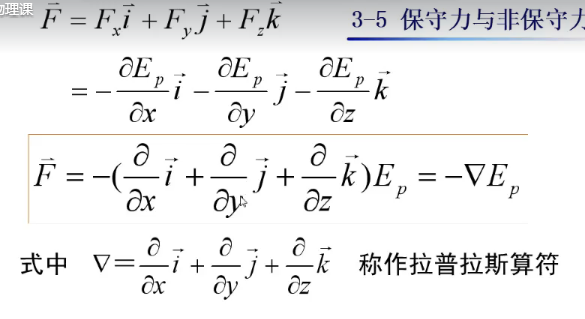 物理课
3-5 保守力与非保守力
$\vec{F} = F_x\vec{i} + F_y\vec{j} + F_z\vec{k}$
$= -\frac{\partial E_p}{\partial x}\vec{i} - \frac{\partial E_p}{\partial y}\vec{j} - \frac{\partial E_p}{\partial z}\vec{k}$
$\vec{F} = -(\frac{\partial}{\partial x}\vec{i} + \frac{\partial}{\partial y}\vec{j} + \frac{\partial}{\partial z}\vec{k})E_p = -\nabla E_p$
式中 $\nabla = \frac{\partial}{\partial x}\vec{i} + \frac{\partial}{\partial y}\vec{j} + \frac{\partial}{\partial z}\vec{k}$ 称作拉普拉斯算符